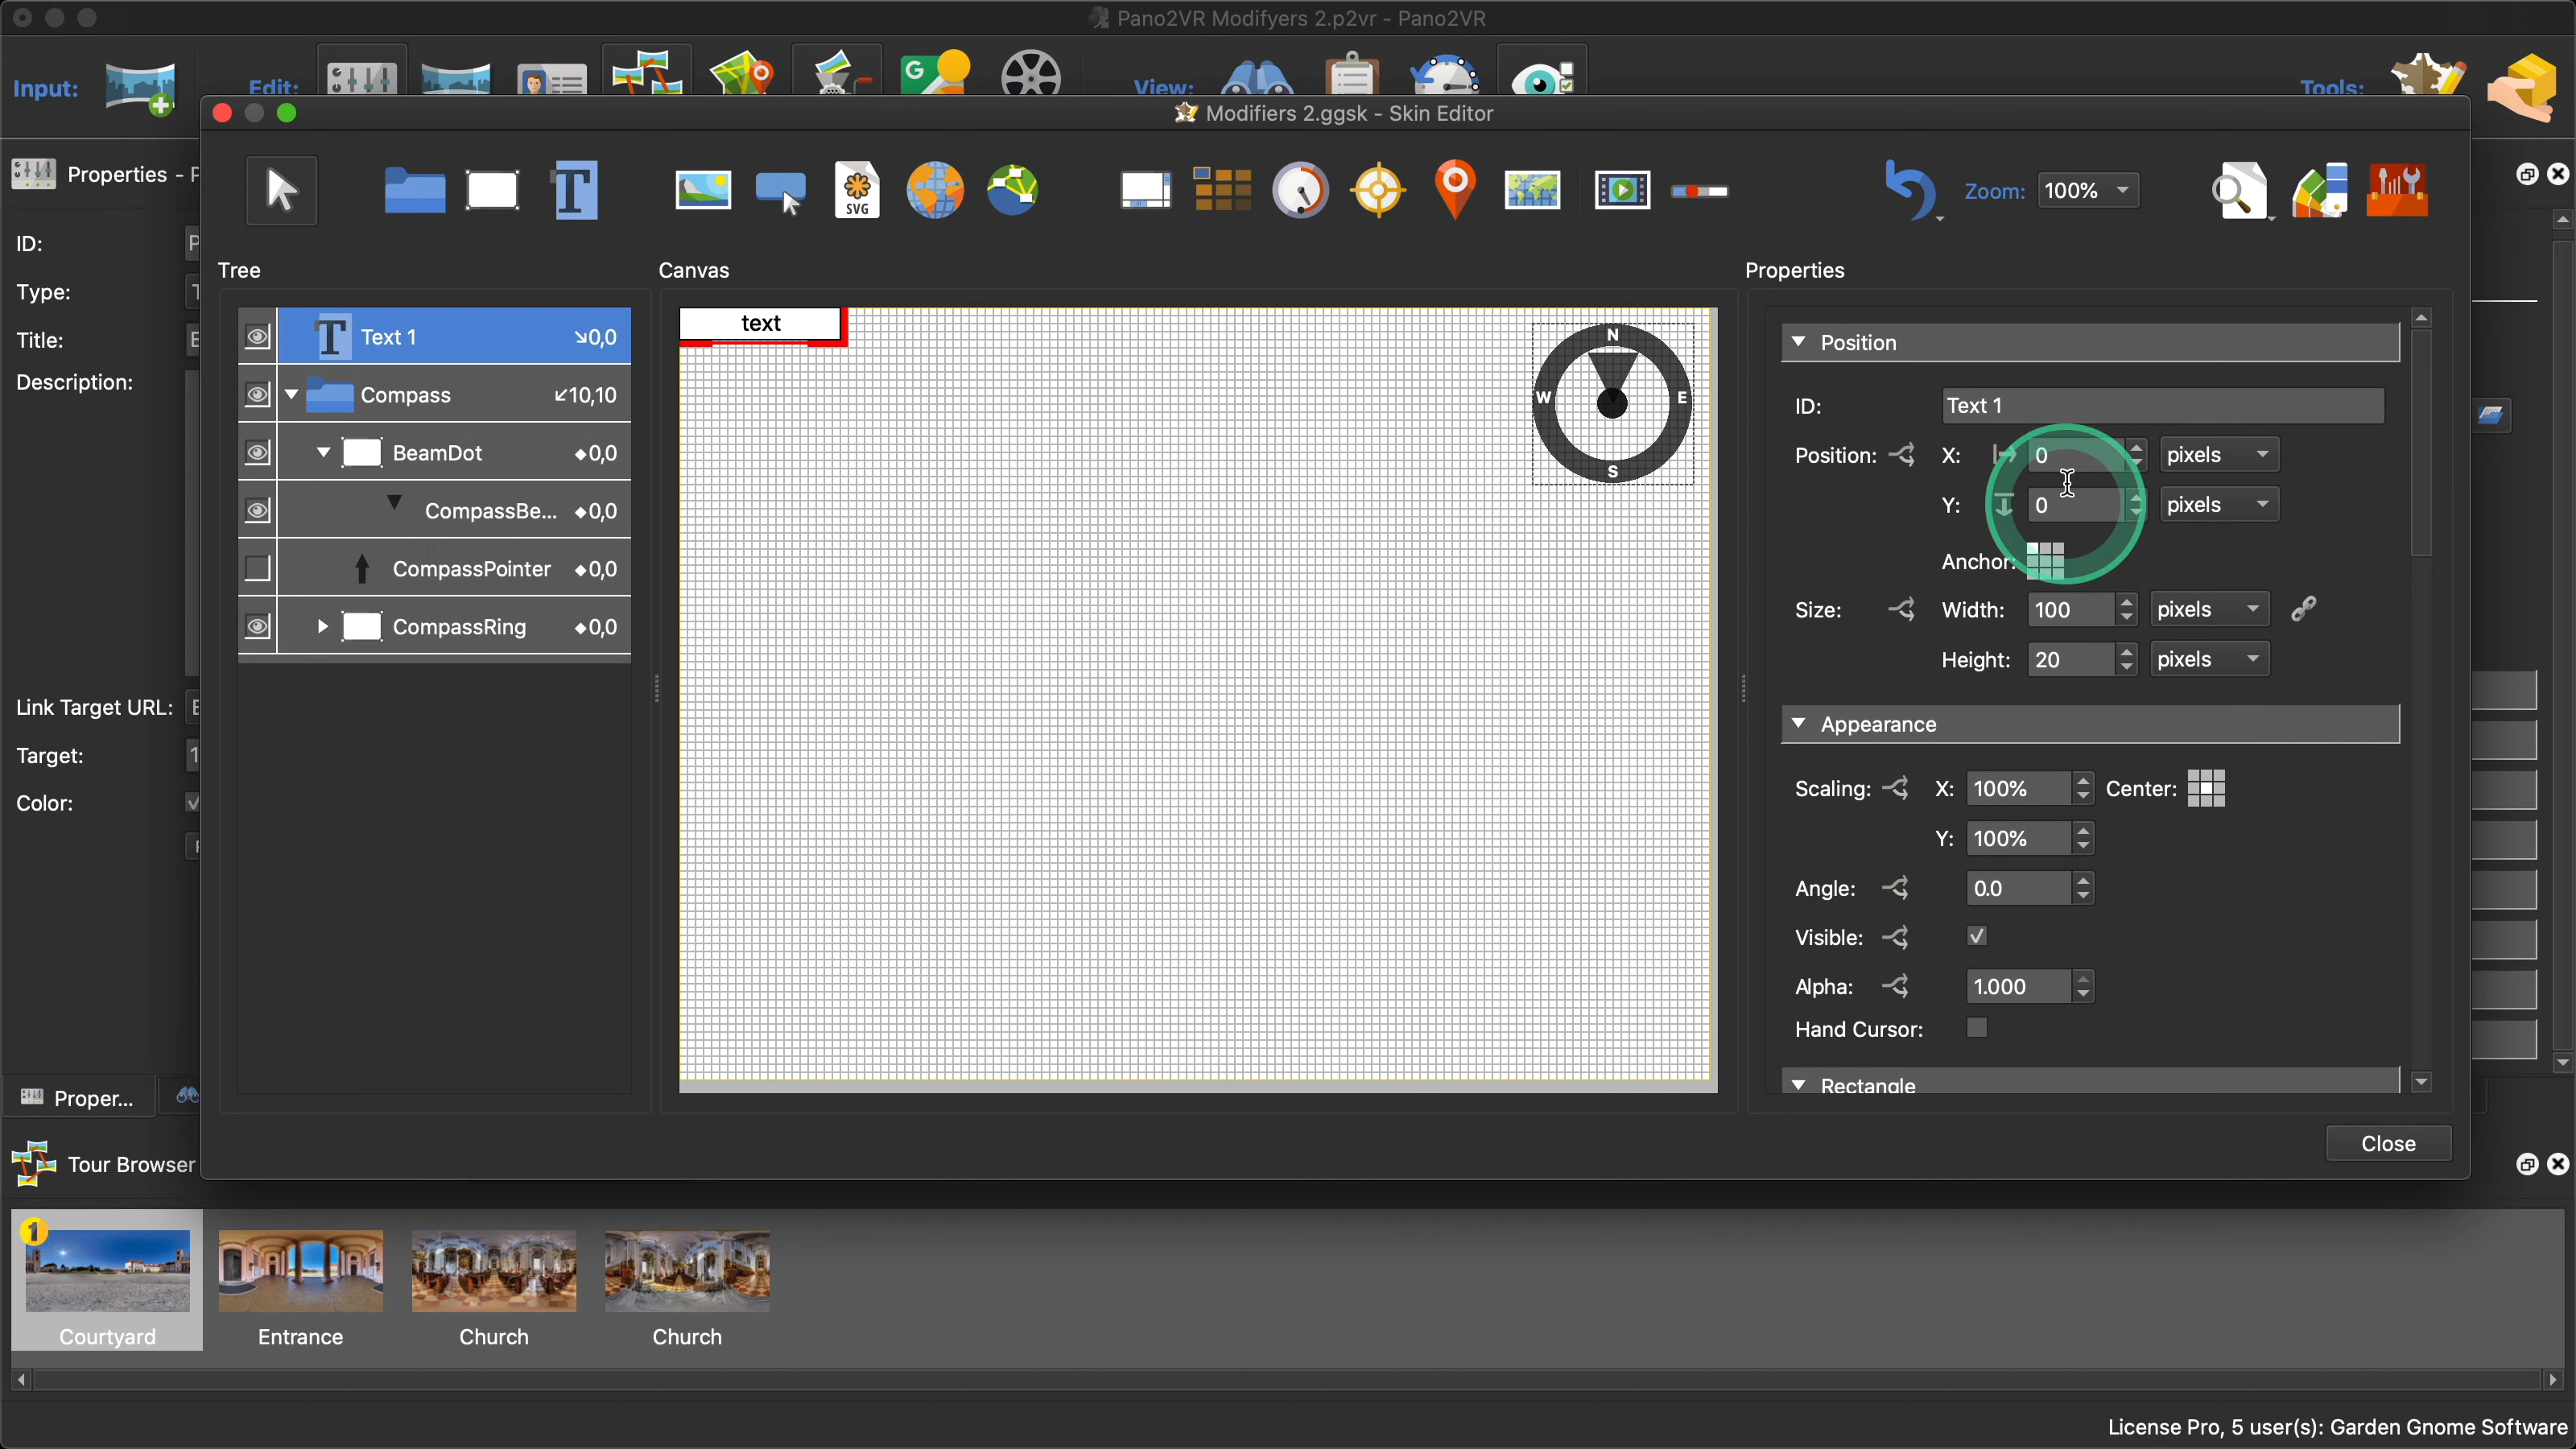 Pano2VR Modifyers 2.p2vr - Pano2VR
Input:
Edit:
View:
Tools:
Modifiers 2.ggsk - Skin Editor
G
T
SVG
Zoom: 100%
Properties - P
ID:
Type:
Title:
Description:
Link Target URL:
Target:
Color:
Tree
T Text 1 0,0
Compass 10,10
BeamDot 0,0
CompassBe... 0,0
CompassPointer 0,0
CompassRing 0,0
Canvas
text
N
W
E
S
Properties
Position
ID: Text 1
Position: X: 0 pixels
Y: 0 pixels
Anchor:
Size: Width: 100 pixels
Height: 20 pixels
Appearance
Scaling: X: 100% Center:
Y: 100%
Angle: 0.0
Visible:
Alpha: 1.000
Hand Cursor:
Rectangle
Close
Proper...
Tour Browser
1
Courtyard
Entrance
Church
Church
License Pro, 5 user(s): Garden Gnome Software